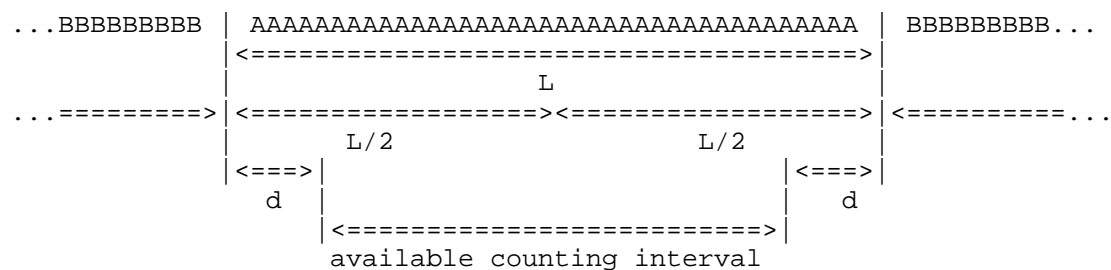 ...BBBBBBBBB | AAAAAAAAAAAAAAAAAAAAAAAAAAAAAAAAAAAAAA | BBBBBBBBB...
|<======================================>|
| L |
...=========>|<===================><==================>|<==========...
| L/2 L/2 |
|<===>| |<===>|
d | | d
|<==========================>|
available counting interval